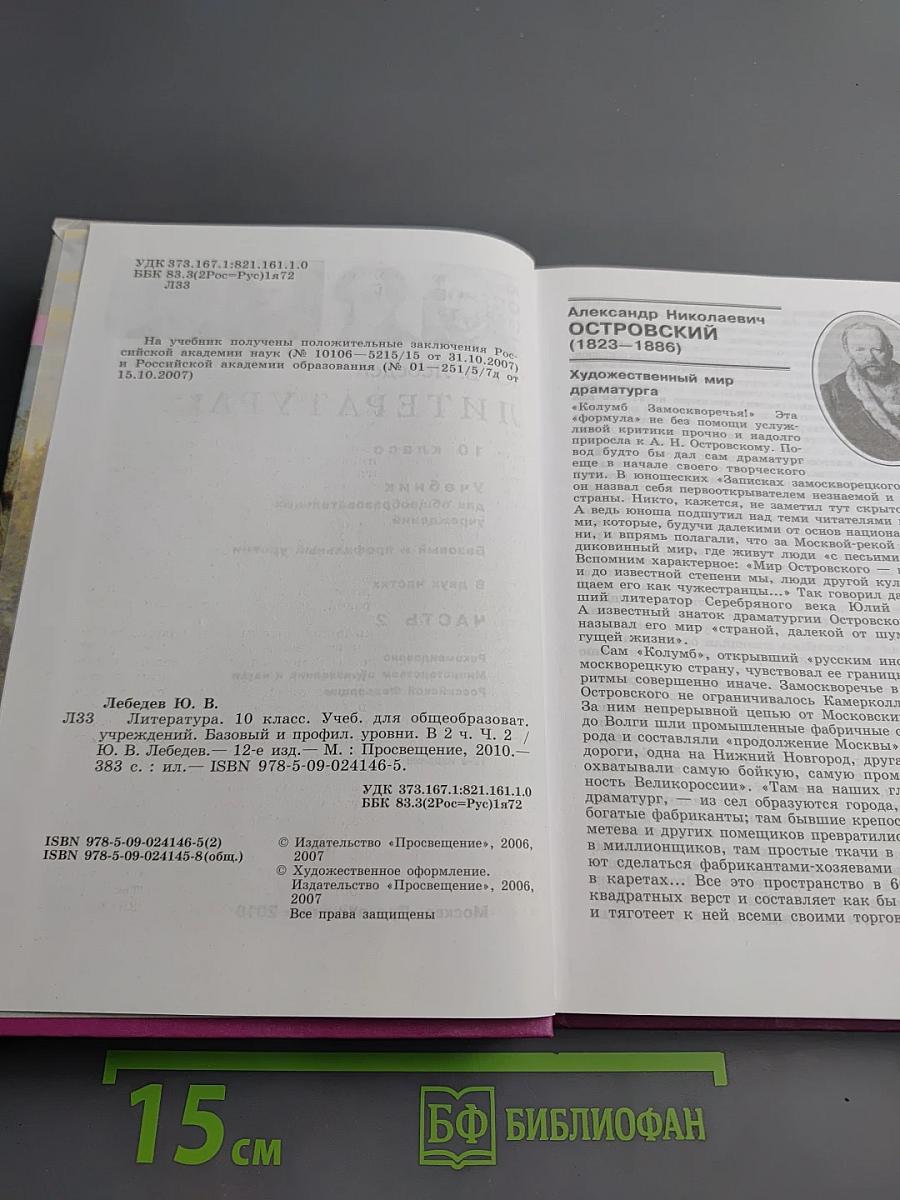 УДК 373.167.1:821.161.1.0
ББК 83.3(2Рос=Рус)1я72
Л33
На учебник получены положительные заключения Рос-
сийской академии наук (№ 10106—5215/15 от 31.10.2007)
и Российской академии образования (№ 01—251/5/7д от
15.10.2007)
Лебедев Ю. В.
Л33 Литература. 10 класс. Учеб. для общеобразоват.
учреждений. Базовый и профил. уровни. В 2 ч. Ч. 2 /
Ю. В. Лебедев.— 12-е изд.— М. : Просвещение, 2010.—
383 с. : ил.— ISBN 978-5-09-024146-5.
УДК 373.167.1:821.161.1.0
ББК 83.3(2Рос=Рус)1я72
ISBN 978-5-09-024146-5(2)
ISBN 978-5-09-024145-8(общ.)
© Издательство «Просвещение», 2006,
2007
© Художественное оформление.
Издательство «Просвещение», 2006,
2007
Все права защищены
Александр Николаевич
ОСТРОВСКИЙ
(1823—1886)
Художественный мир
драматурга
«Колумб Замоскворечья!» Эта
«формула» не без помощи услуж-
ливой критики прочно и надолго
приросла к А. Н. Островскому. По-
вод будто бы дал сам драматург
еще в начале своего творческого
пути. В юношеских «Записках замоскворецкого
он назвал себя первооткрывателем незнаемой и
страны. Никто, кажется, не заметил тут скрыто
А ведь юноша подшутил над теми читателями
ми, которые, будучи далекими от основ национа
ни, и впрямь полагали, что за Москвой-рекой
диковинный мир, где живут люди «с песьими
Вспомним характерное: «Мир Островского —
и до известной степени мы, люди другой кул
щаем его как чужестранцы...» Так говорил да
ший литератор Серебряного века Юлий
А известный знаток драматургии Островско
называл его мир «страной, далекой от шум
гущей жизни».
Сам «Колумб», открывший «русским ино
москворецкую страну, чувствовал ее границы
ритмы совершенно иначе. Замоскворечье в
Островского не ограничивалось Камерколл
За ним непрерывной цепью от Московски
до Волги шли промышленные фабричные с
рода и составляли «продолжение Москвы»
дороги, одна на Нижний Новгород, друга
охватывали самую бойкую, самую пром
ность Великороссии». «Там на наших гл
драматург, — из сел образуются города,
богатые фабриканты; там бывшие крепос
метева и других помещиков превратилис
в миллионщиков, там простые ткачи в
ют сделаться фабрикантами-хозяевами
в каретах... Все это пространство в 6
квадратных верст и составляет как бы
и тяготеет к ней всеми своими торгов
15 см
БФ БИБЛИОФАН